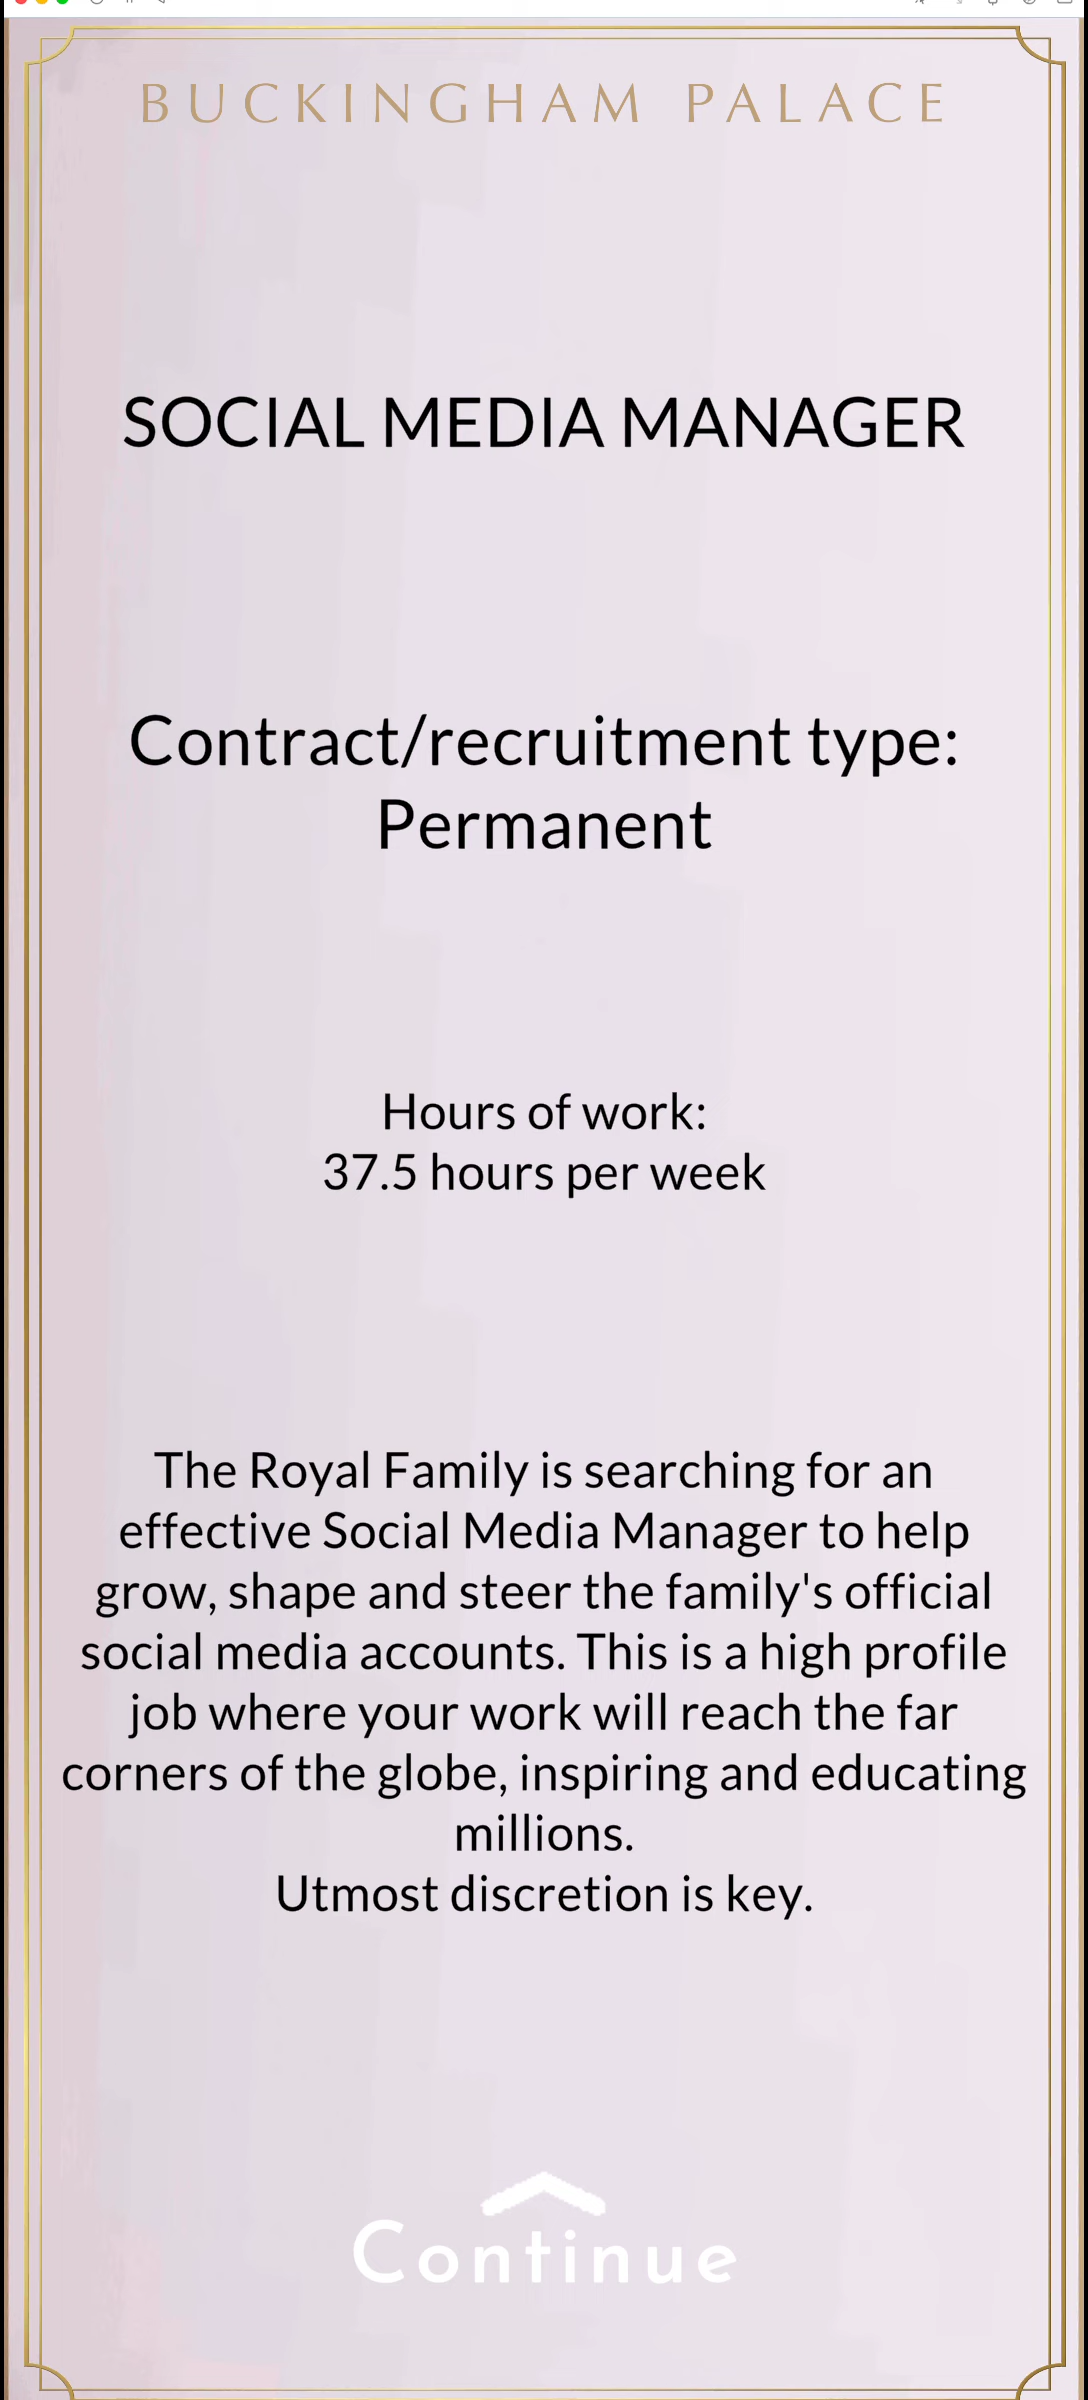 BUCKINGHAM PALACE
SOCIAL MEDIA MANAGER
Contract/recruitment type:
Permanent
Hours of work:
37.5 hours per week
The Royal Family is searching for an
effective Social Media Manager to help
grow, shape and steer the family's official
social media accounts. This is a high profile
job where your work will reach the far
corners of the globe, inspiring and educating
millions.
Utmost discretion is key.
Continue